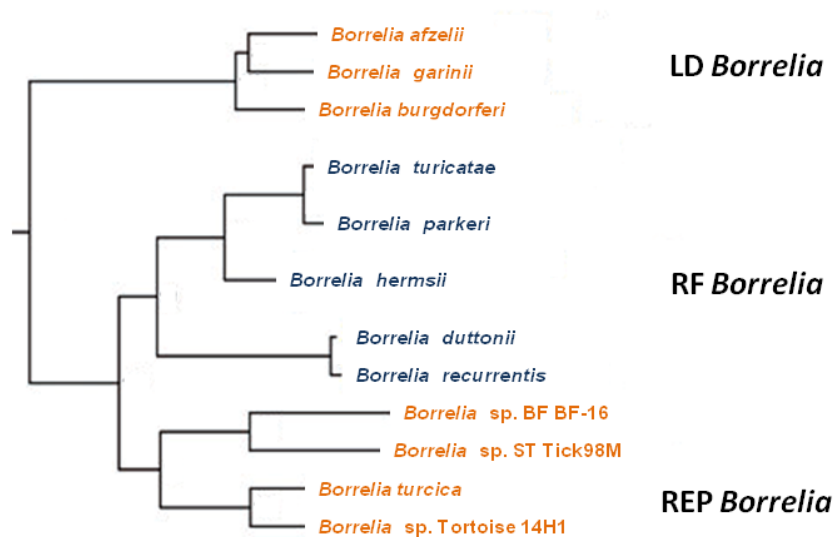 Borrelia afzelii
LD Borrelia
Borrelia garinii
Borrelia burgdorferi
Borrelia turicatae
Borrelia parkeri
RF Borrelia
Borrelia hermsii
Borrelia duttonii
Borrelia recurrentis
Borrelia sp. BF BF-16
Borrelia sp. ST Tick98M
Borrelia turcica
REP Borrelia
Borrelia sp. Tortoise 14H1